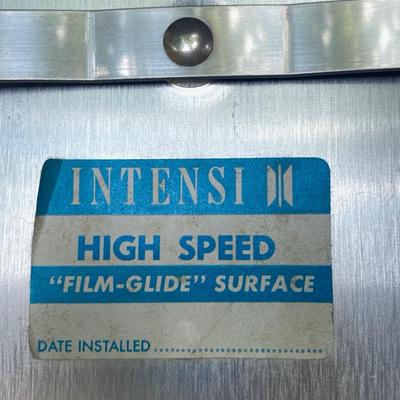 INTENSI
HIGH SPEED
"FILM-GLIDE" SURFACE
DATE INSTALLED..............................